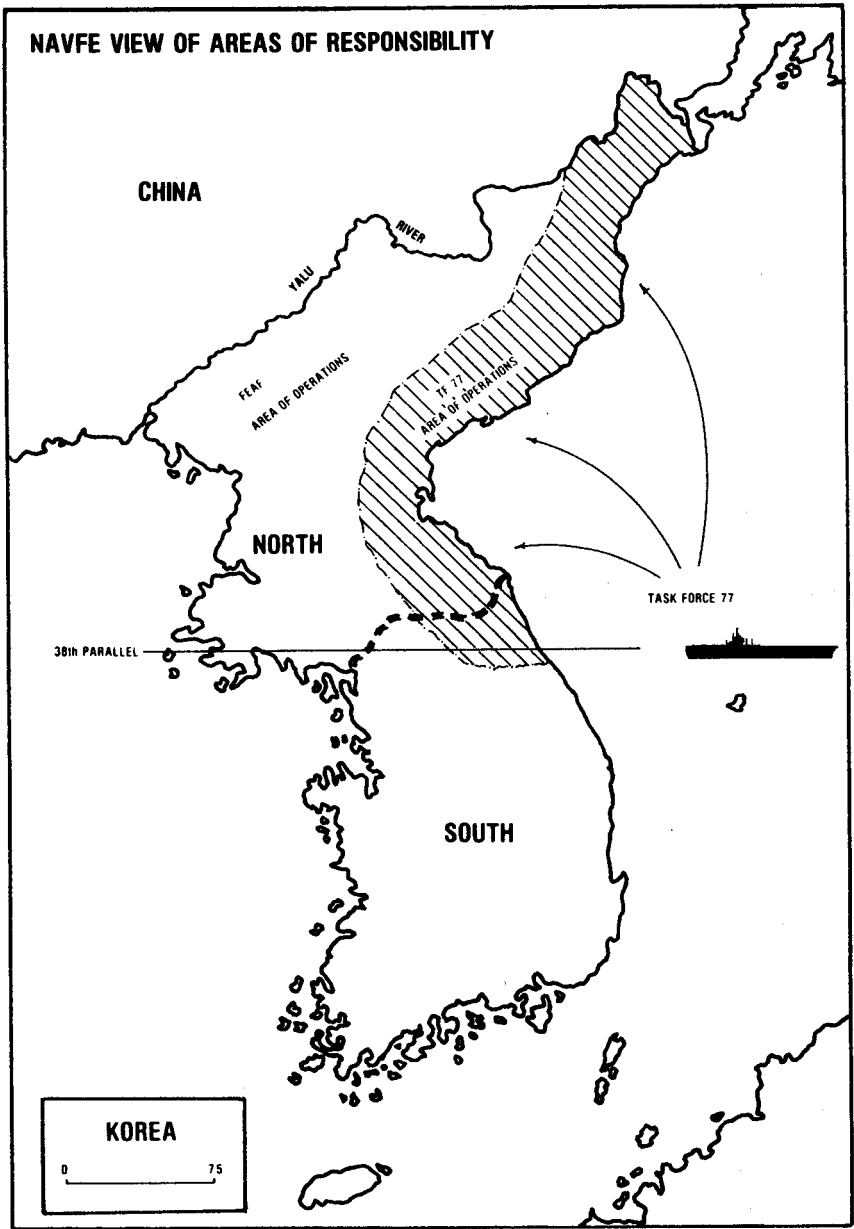 NAVFE VIEW OF AREAS OF RESPONSIBILITY
CHINA
YALU RIVER
FEAF
AREA OF OPERATIONS
TF 77
AREA OF OPERATIONS
NORTH
TASK FORCE 77
38th PARALLEL
SOUTH
KOREA
0 75